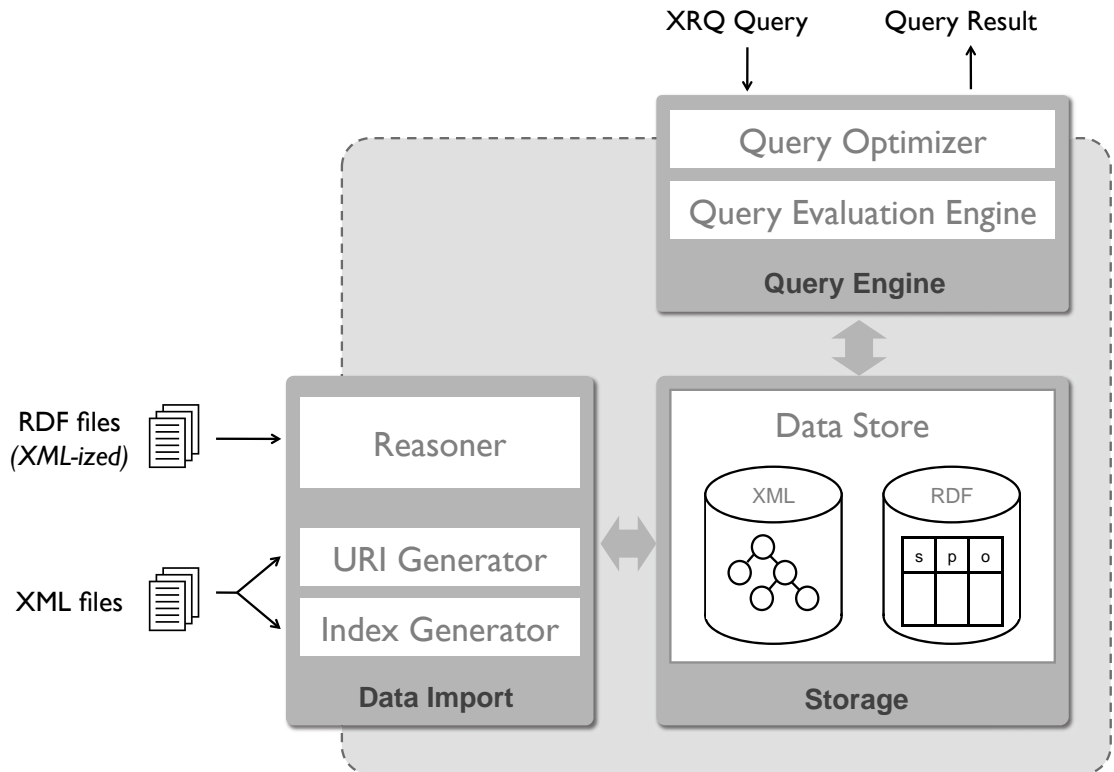 XRQ Query
Query Result
Query Optimizer
Query Evaluation Engine
Query Engine
RDF files
(XML-ized)
Reasoner
XML files
URI Generator
Index Generator
Data Import
Data Store
XML
RDF
s p o
Storage